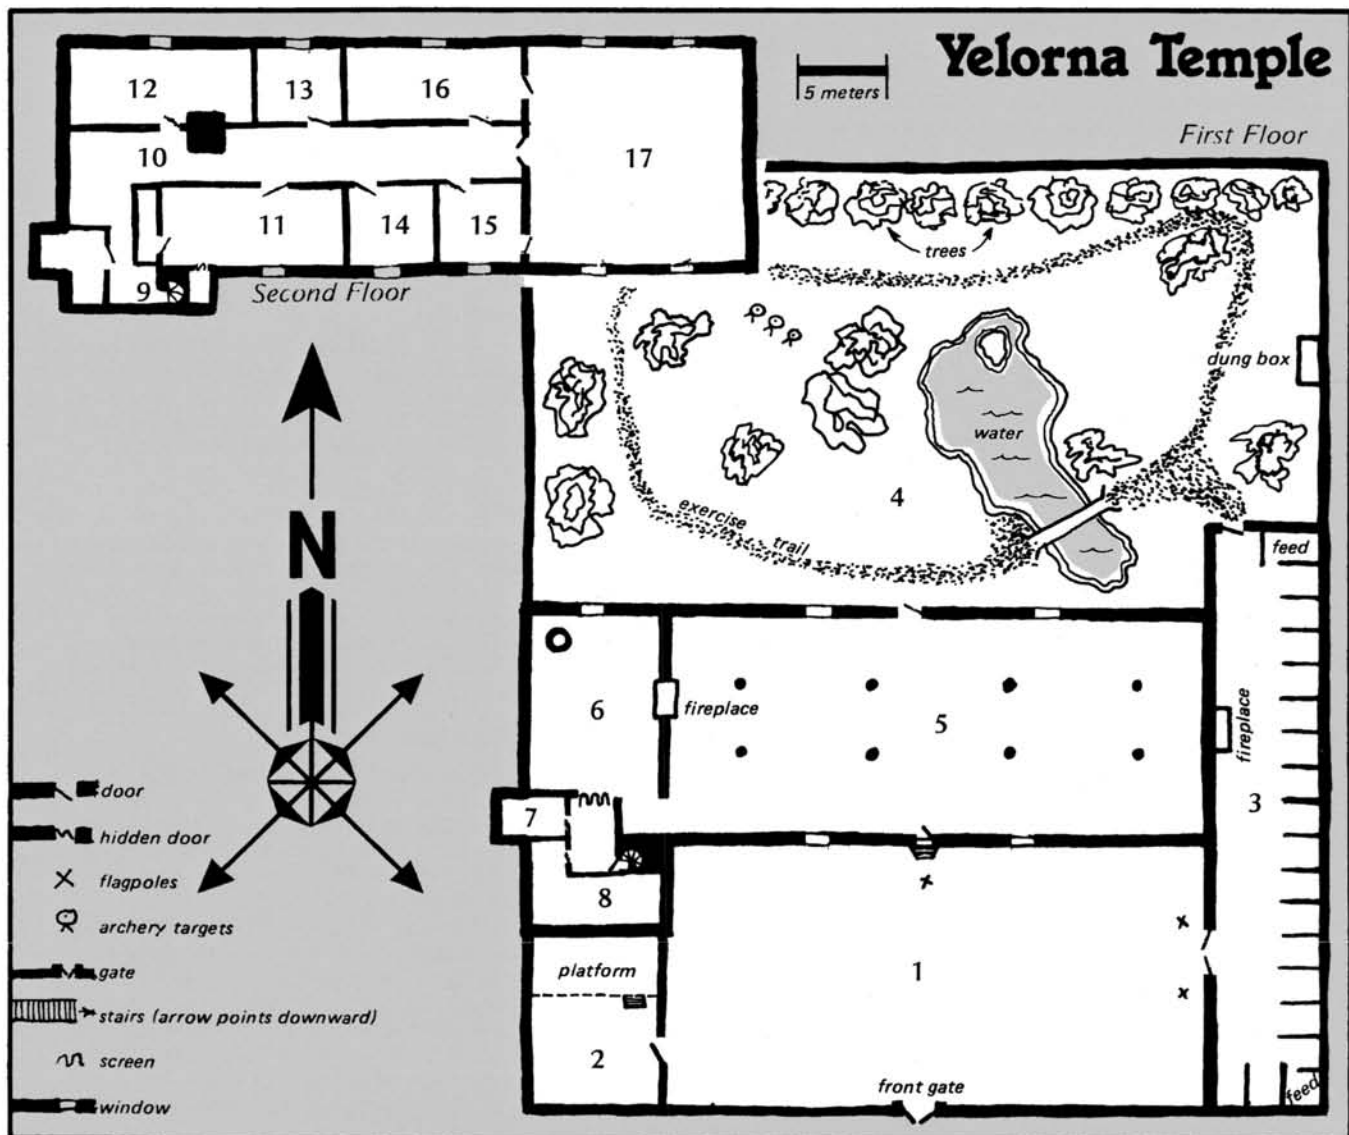 Yelorna Temple
5 meters
First Floor
12
13
16
10
17
11
14
15
9
Second Floor
trees
dung box
water
4
exercise
trail
N
feed
6
fireplace
5
fireplace
3
7
8
platform
1
2
front gate
feed
door
hidden door
flagpoles
archery targets
gate
stairs (arrow points downward)
screen
window